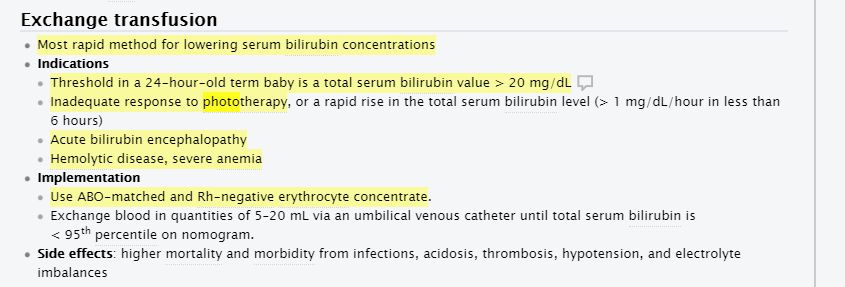 Exchange transfusion
Most rapid method for lowering serum bilirubin concentrations
Indications
Threshold in a 24-hour-old term baby is a total serum bilirubin value > 20 mg/dL
Inadequate response to phototherapy, or a rapid rise in the total serum bilirubin level (> 1 mg/dL/hour in less than
6 hours)
Acute bilirubin encephalopathy
Hemolytic disease, severe anemia
Implementation
Use ABO-matched and Rh-negative erythrocyte concentrate.
Exchange blood in quantities of 5–20 mL via an umbilical venous catheter until total serum bilirubin is
< 95th percentile on nomogram.
Side effects: higher mortality and morbidity from infections, acidosis, thrombosis, hypotension, and electrolyte
imbalances